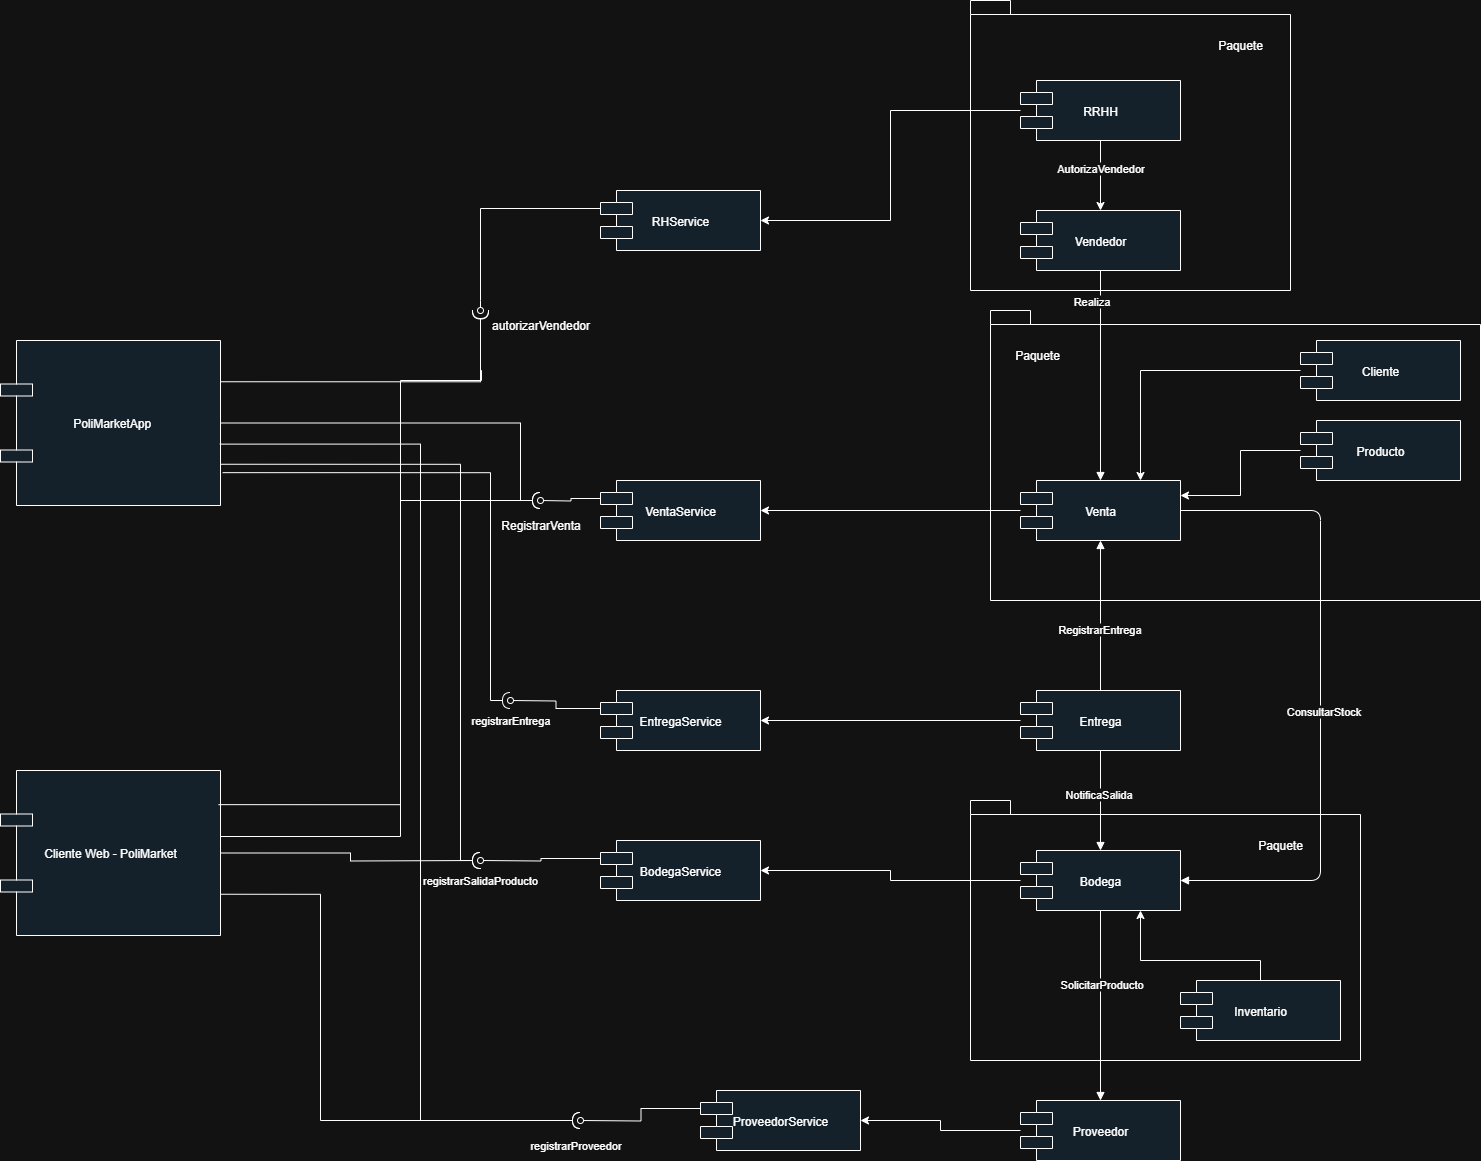 Paquete
RRHH
AutorizaVendedor
RHService
Vendedor
Realiza
autorizarVendedor
Paquete
Cliente
PoliMarketApp
Producto
RegistrarVenta
VentaService
Venta
RegistrarEntrega
ConsultarStock
registrarEntrega
EntregaService
Entrega
NotificaSalida
Paquete
Cliente Web - PoliMarket
registrarSalidaProducto
BodegaService
Bodega
SolicitarProducto
Inventario
ProveedorService
Proveedor
registrarProveedor